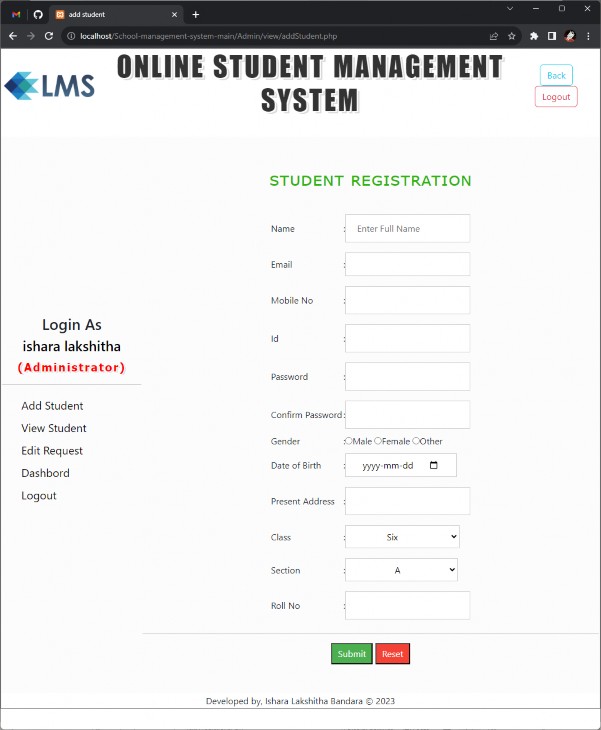 add student
localhost/School-management-system-main/Admin/view/addStudent.php
LMS
ONLINE STUDENT MANAGEMENT
SYSTEM
Back
Logout
STUDENT REGISTRATION
Name : Enter Full Name
Email :
Mobile No :
Id :
Password :
Confirm Password :
Gender : Male Female Other
Date of Birth : yyyy-mm-dd
Present Address :
Class : Six
Section : A
Roll No :
Submit Reset
Login As
ishara lakshitha
(Administrator)
Add Student
View Student
Edit Request
Dashbord
Logout
Developed by, Ishara Lakshitha Bandara © 2023